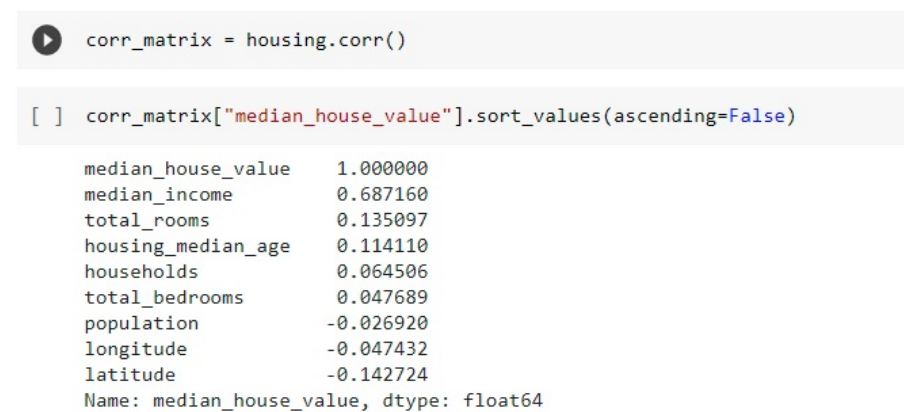 corr_matrix = housing.corr()
[ ] corr_matrix["median_house_value"].sort_values(ascending=False)
median_house_value 1.000000
median_income 0.687160
total_rooms 0.135097
housing_median_age 0.114110
households 0.064506
total_bedrooms 0.047689
population -0.026920
longitude -0.047432
latitude -0.142724
Name: median_house_value, dtype: float64